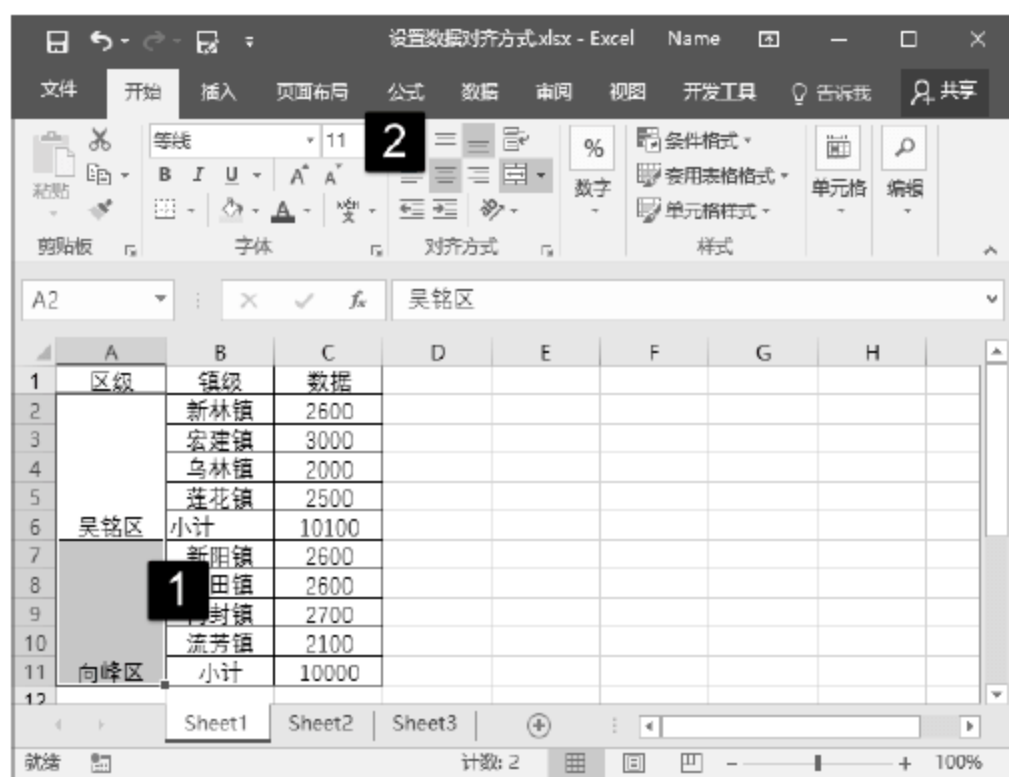 设置数据对齐方式.xlsx - Excel Name
文件 开始 插入 页面布局 公式 数据 审阅 视图 开发工具 告诉我 共享
等线 11 2 % 条件格式
粘贴 B I U A A 数字 套用表格格式 单元格 编辑
A wén 文 单元格样式
剪贴板 字体 对齐方式 样式
A2 fx 吴铭区
A B C D E F G H
1 区级 镇级 数据
2 新林镇 2600
3 宏建镇 3000
4 乌林镇 2000
5 莲花镇 2500
6 吴铭区 小计 10100
7 新阳镇 2600
8 1 田镇 2600
9 封镇 2700
10 流芳镇 2100
11 向峰区 小计 10000
12
Sheet1 Sheet2 Sheet3
就绪 计数: 2 100%